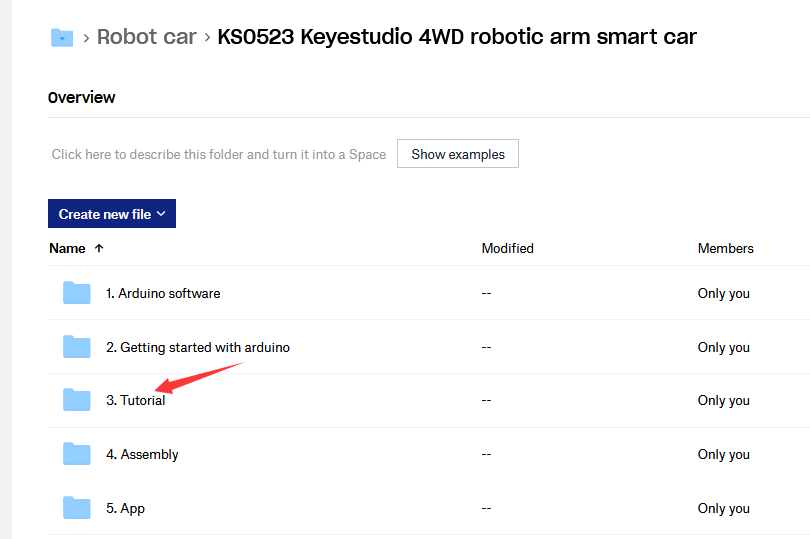 › Robot car › KS0523 Keyestudio 4WD robotic arm smart car
Overview
Click here to describe this folder and turn it into a Space Show examples
Create new file
Name ↑ Modified Members
1. Arduino software -- Only you
2. Getting started with arduino -- Only you
3. Tutorial -- Only you
4. Assembly -- Only you
5. App -- Only you